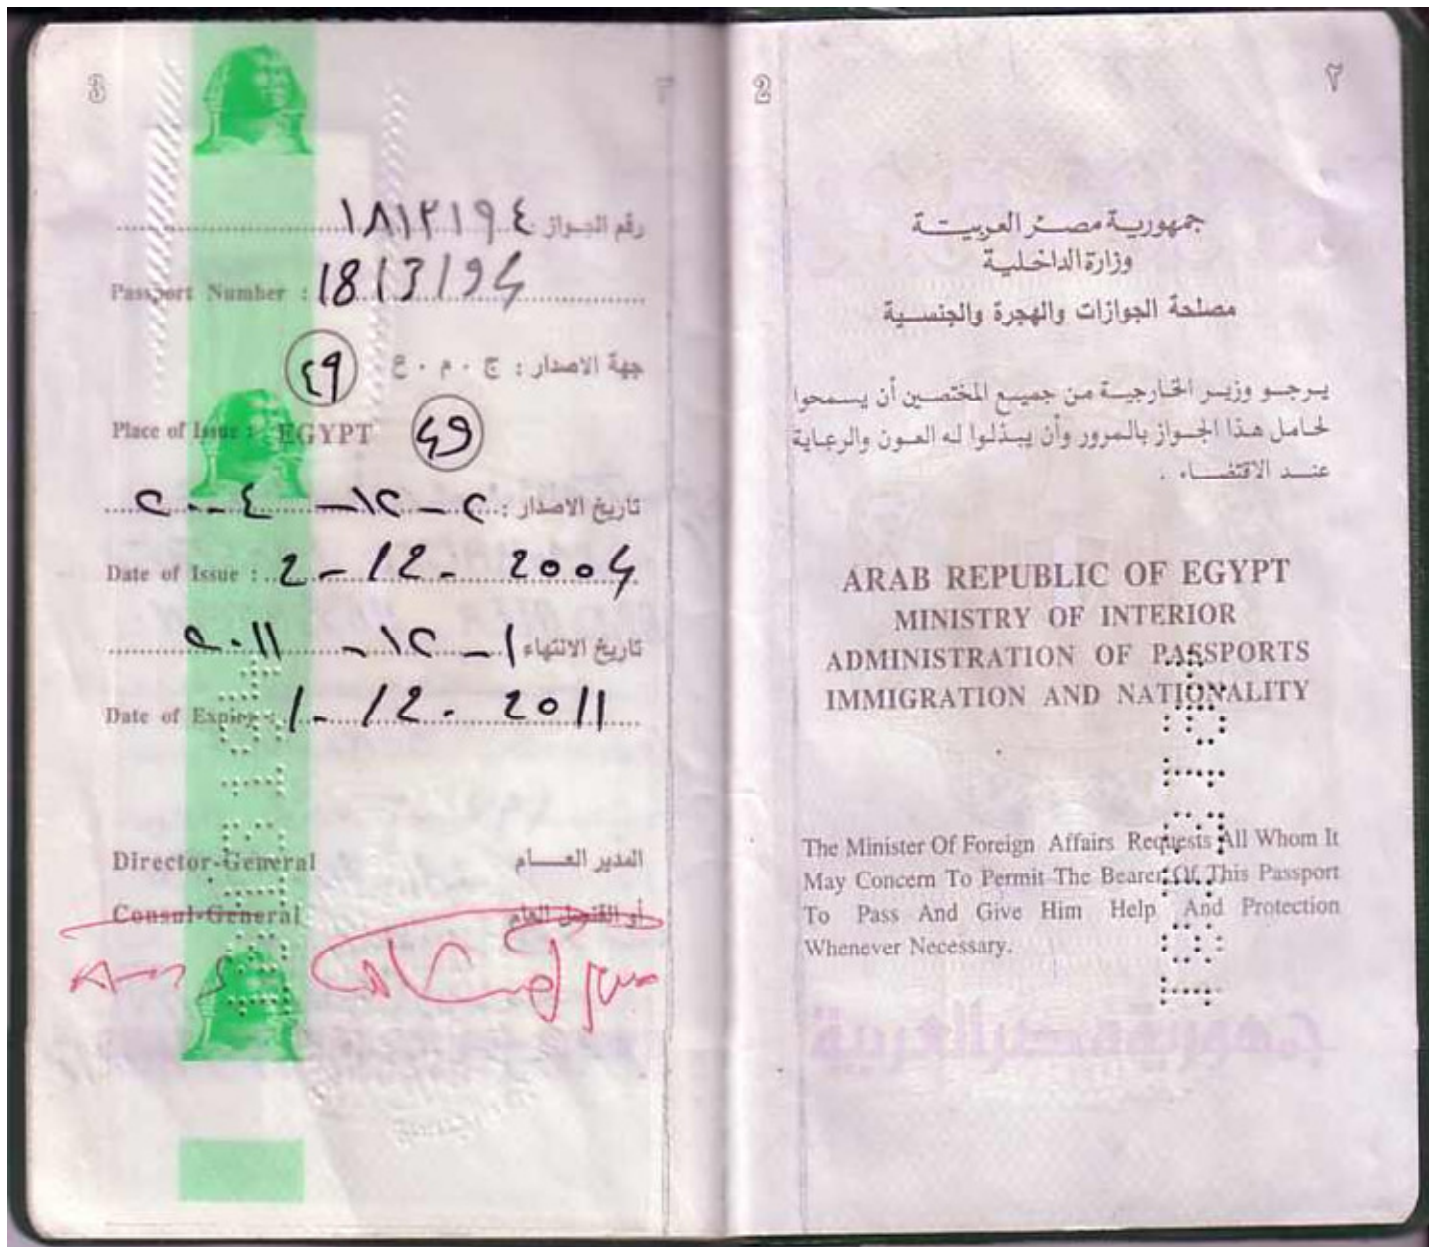 2 ٢
جمهورية مصر العربية
وزارة الداخلية
مصلحة الجوازات والهجرة والجنسية
يرجو وزير الخارجية من جميع المختصين أن يسمحوا
لحامل هذا الجواز بالمرور وأن يبذلوا له العون والرعاية
عند الاقتضاء .
ARAB REPUBLIC OF EGYPT
MINISTRY OF INTERIOR
ADMINISTRATION OF PASSPORTS
IMMIGRATION AND NATIONALITY
The Minister Of Foreign Affairs Requests All Whom It
May Concern To Permit The Bearer Of This Passport
To Pass And Give Him Help And Protection
Whenever Necessary.
جمهورية مصر العربية
3 ٣
رقم الجواز : ١٨١٣١٩٤
Passport Number : 1813194
جهة الاصدار : ج . م . ع ٤٩
Place of Issue : EGYPT 49
تاريخ الاصدار : ٢ - ١٢ - ٢٠٠٤
Date of Issue : 2 - 12 - 2004
تاريخ الانتهاء ١ - ١٢ - ٢٠١١
Date of Expiry : 1 - 12 - 2011
Director-General المدير العام
Consul-General أو القنصل العام